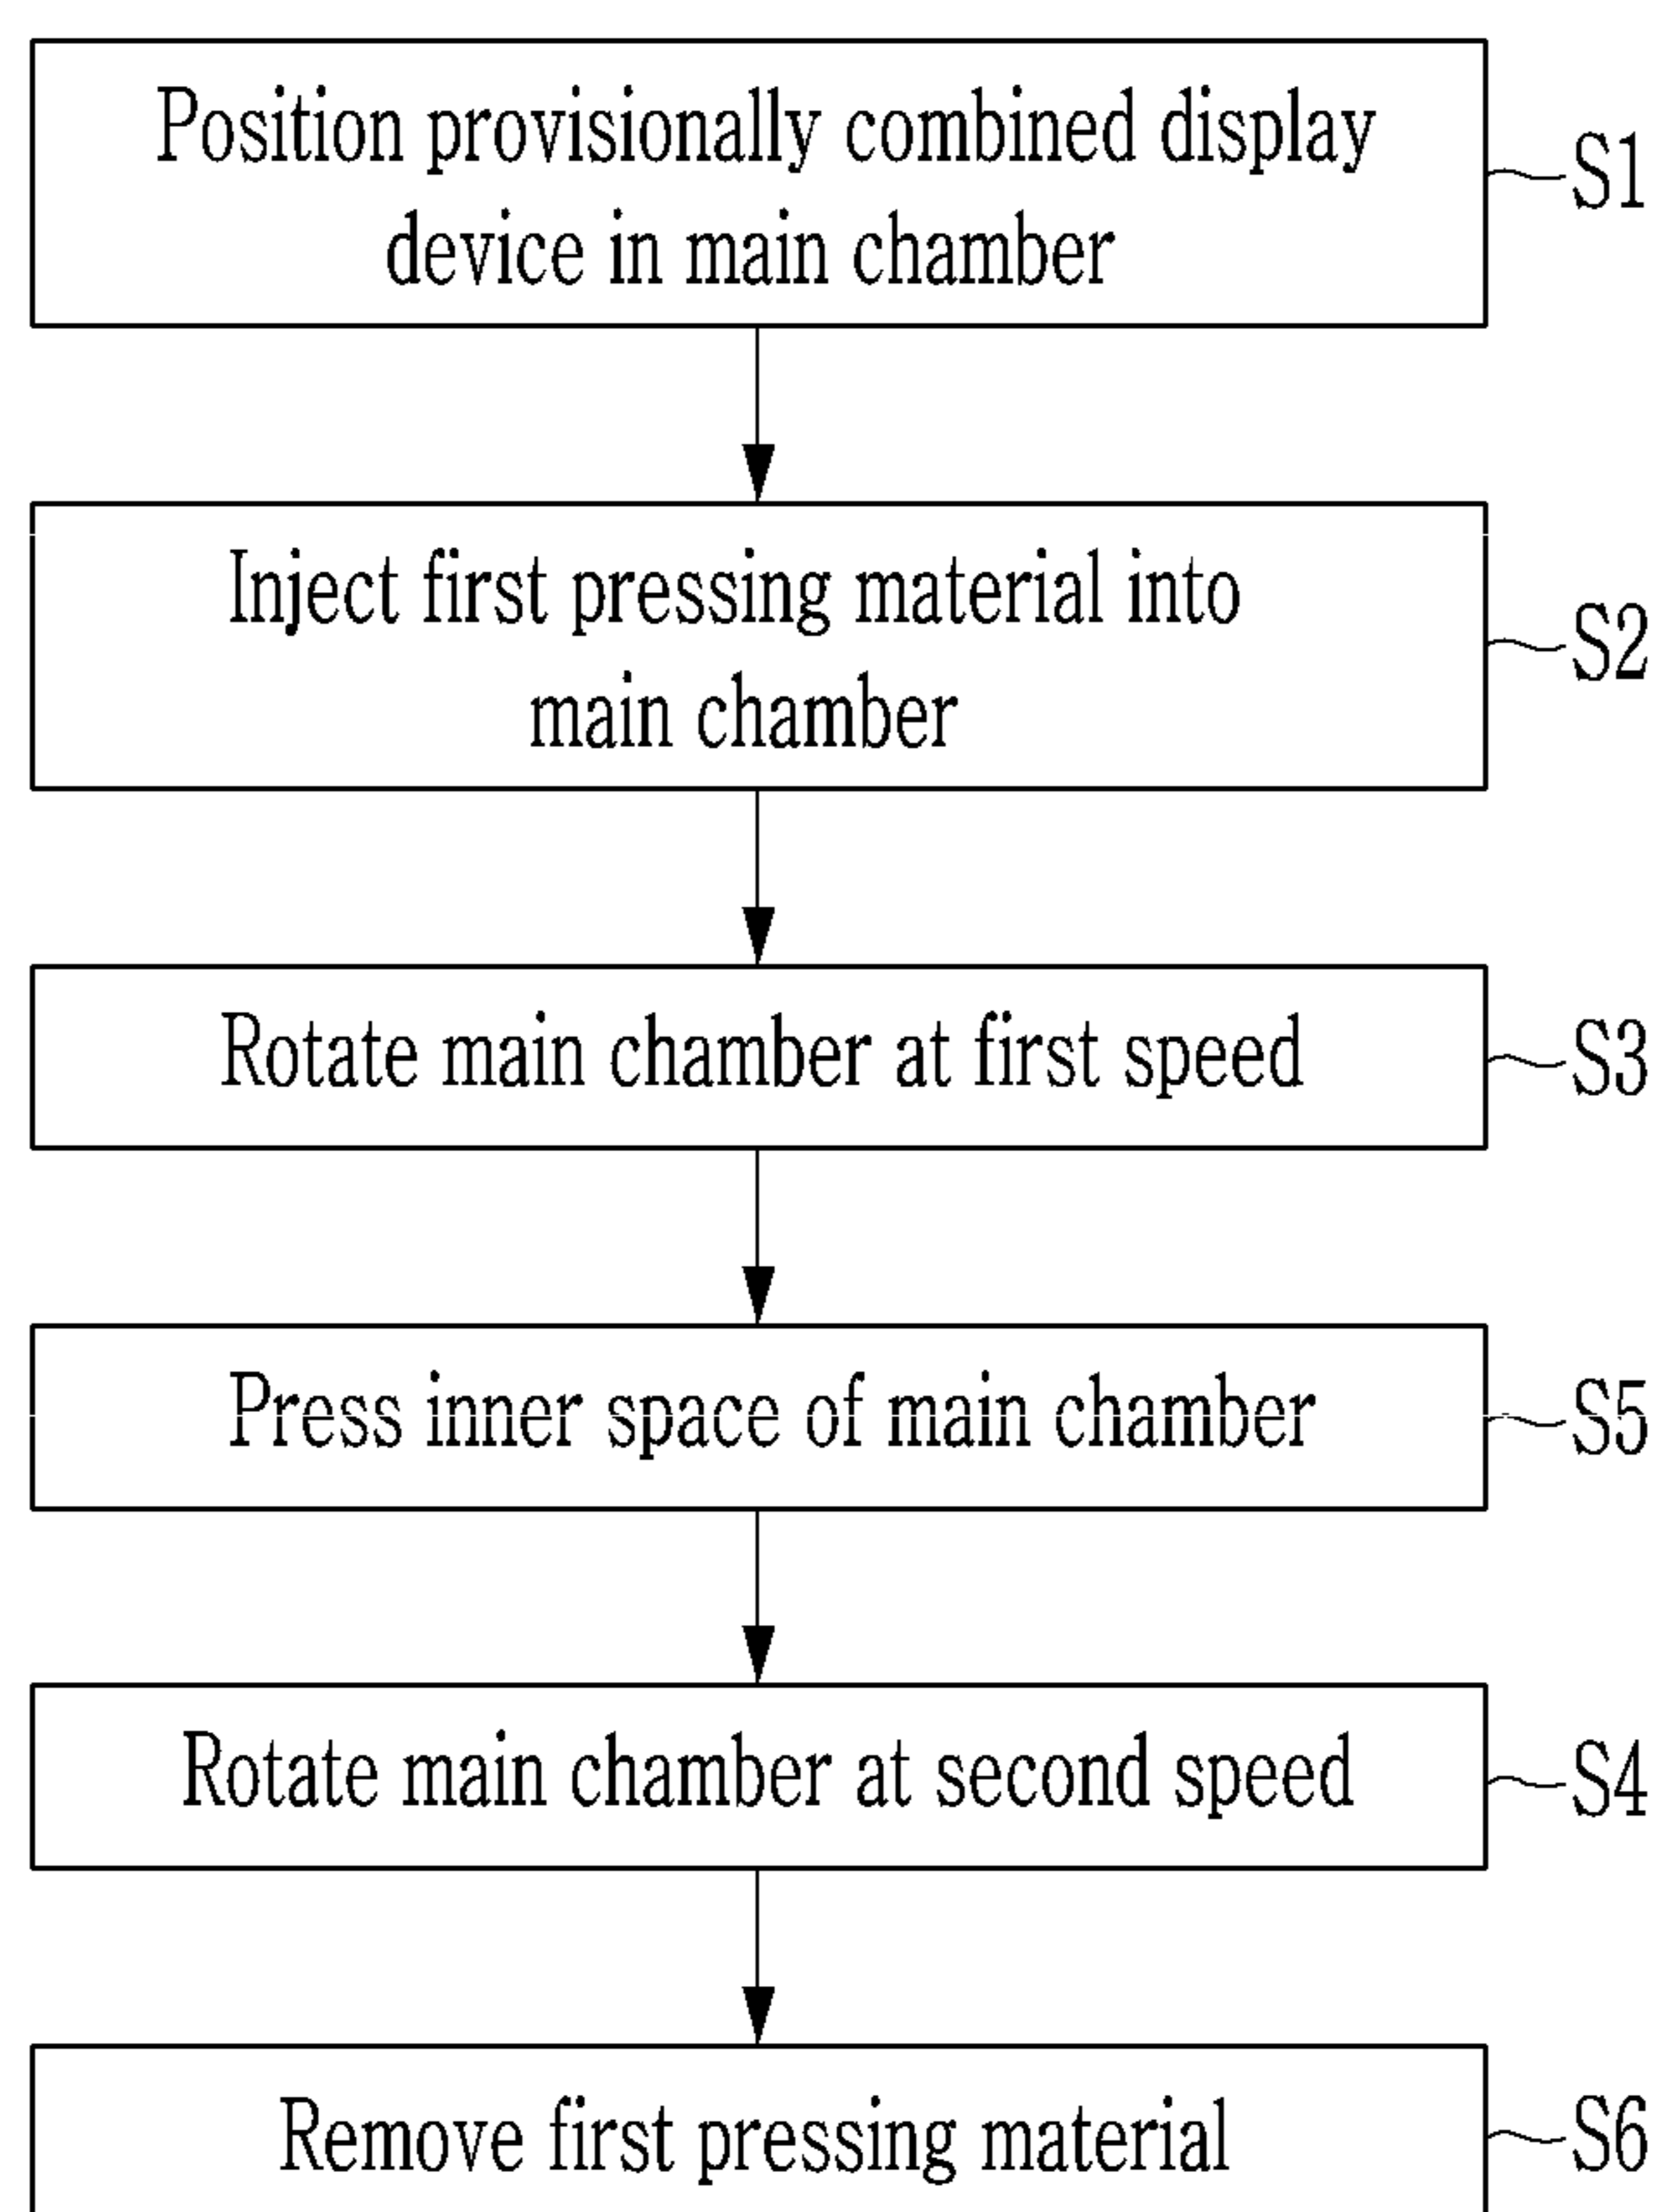 Position provisionally combined display
device in main chamber
S1
Inject first pressing material into
main chamber
S2
Rotate main chamber at first speed
S3
Press inner space of main chamber
S5
Rotate main chamber at second speed
S4
Remove first pressing material
S6